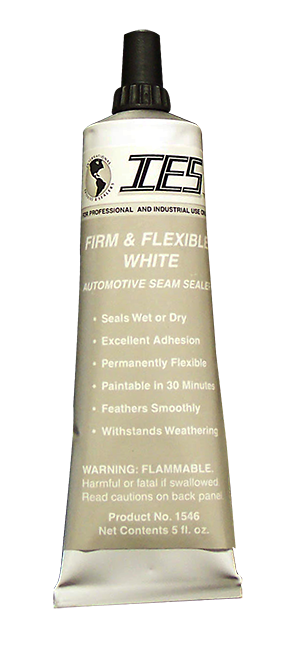 IES
FOR PROFESSIONAL AND INDUSTRIAL USE
FIRM & FLEXIBLE
WHITE
AUTOMOTIVE SEAM SEALER
• Seals Wet or Dry
• Excellent Adhesion
• Permanently Flexible
• Paintable in 30 Minutes
• Feathers Smoothly
• Withstands Weathering
WARNING: FLAMMABLE.
Harmful or fatal if swallowed.
Read cautions on back panel.
Product No. 1546
Net Contents 5 fl. oz.